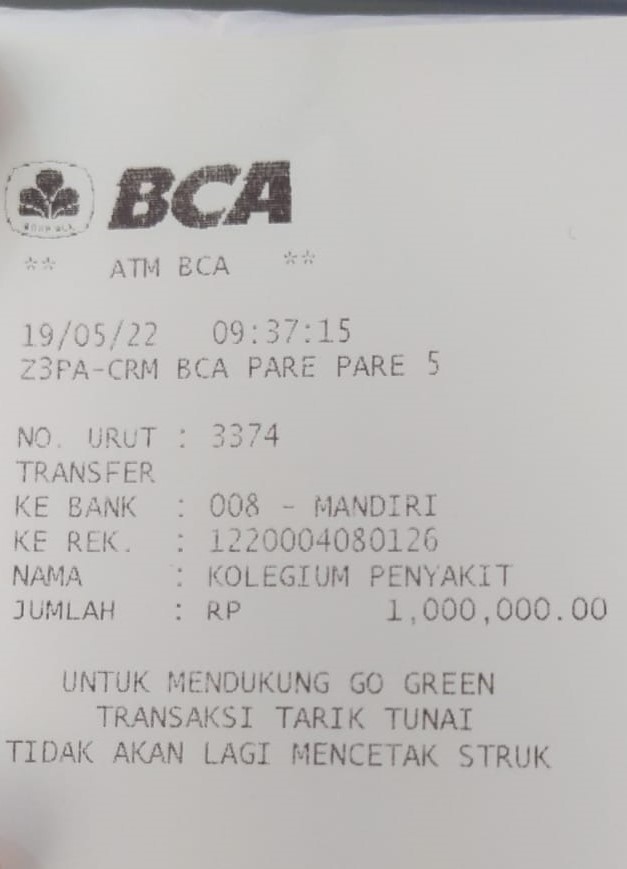 BCA
** ATM BCA **
19/05/22 09:37:15
Z3PA-CRM BCA PARE PARE 5
NO. URUT : 3374
TRANSFER
KE BANK : 008 - MANDIRI
KE REK. : 1220004080126
NAMA : KOLEGIUM PENYAKIT
JUMLAH : RP 1,000,000.00
UNTUK MENDUKUNG GO GREEN
TRANSAKSI TARIK TUNAI
TIDAK AKAN LAGI MENCETAK STRUK